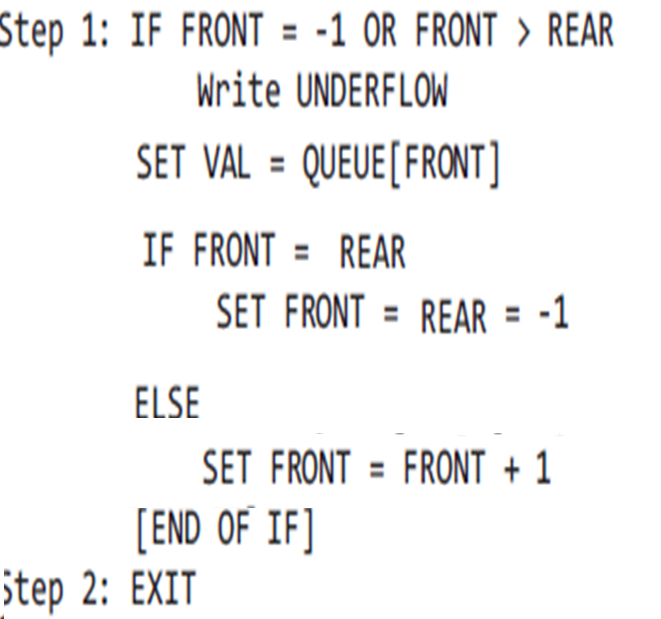 Step 1: IF FRONT = -1 OR FRONT > REAR
Write UNDERFLOW
SET VAL = QUEUE[FRONT]
IF FRONT = REAR
SET FRONT = REAR = -1
ELSE
SET FRONT = FRONT + 1
[END OF IF]
Step 2: EXIT